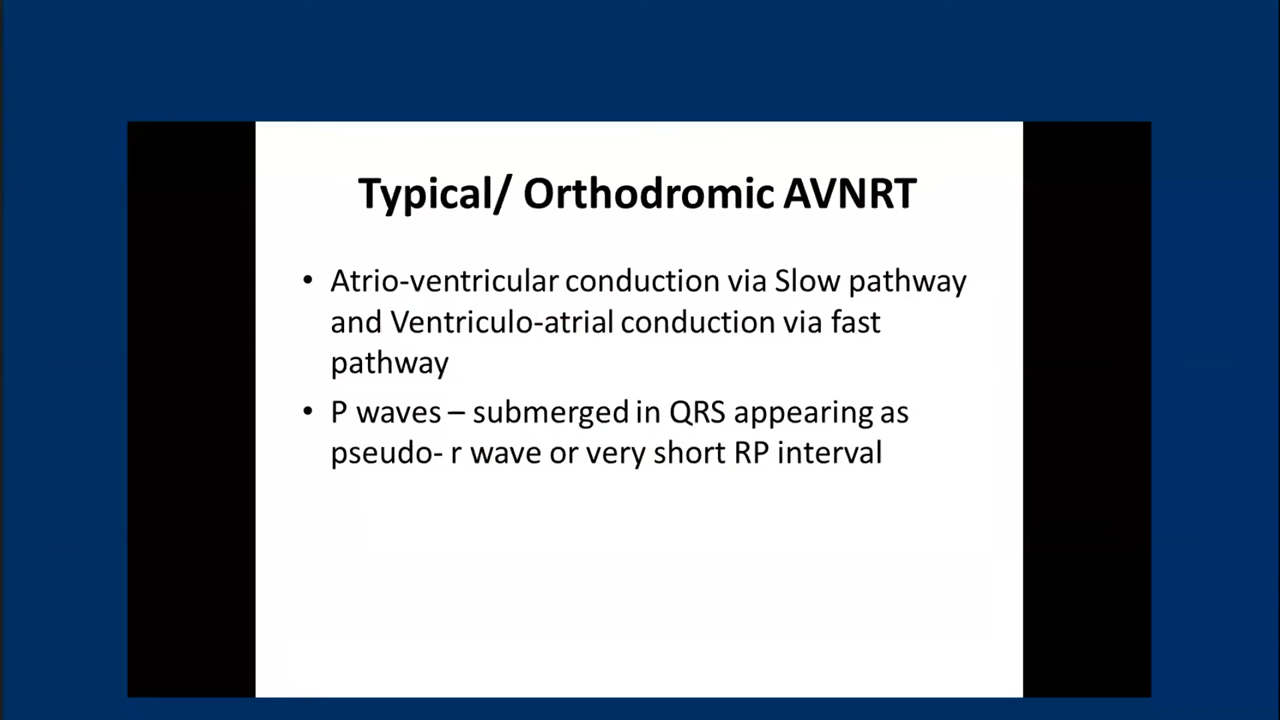 Typical/ Orthodromic AVNRT
• Atrio-ventricular conduction via Slow pathway
and Ventriculo-atrial conduction via fast
pathway
• P waves – submerged in QRS appearing as
pseudo- r wave or very short RP interval